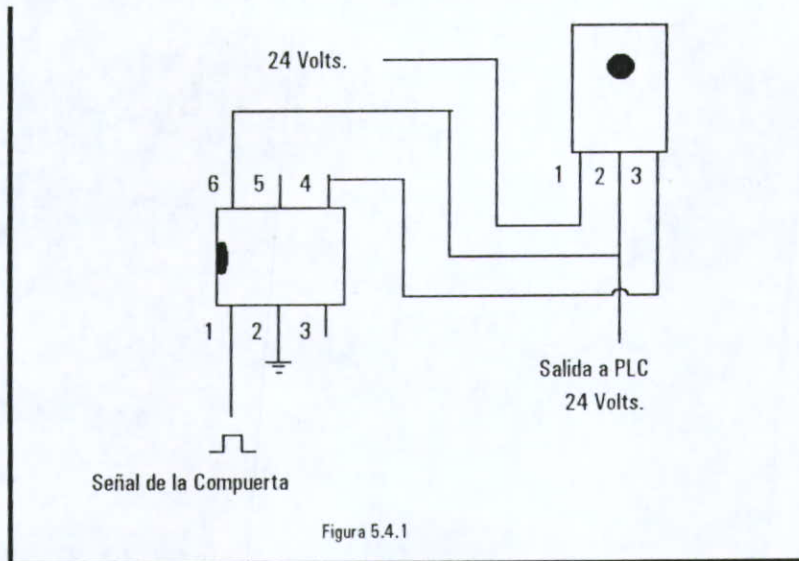 24 Volts.
6 5 4
1 2 3
1 2 3
Salida a PLC
24 Volts.
Señal de la Compuerta
Figura 5.4.1